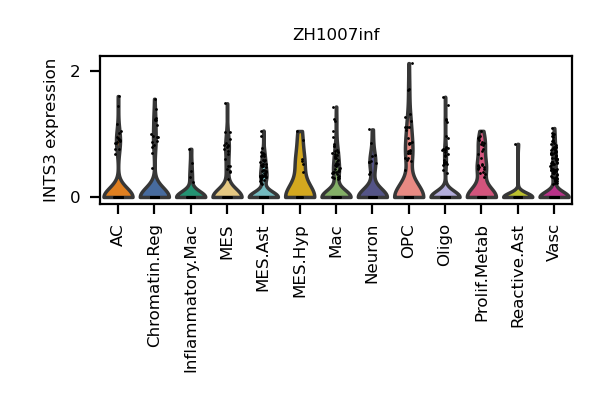 ZH1007inf
INTS3 expression
2
0
AC
Chromatin.Reg
Inflammatory.Mac
MES
MES.Ast
MES.Hyp
Mac
Neuron
OPC
Oligo
Prolif.Metab
Reactive.Ast
Vasc